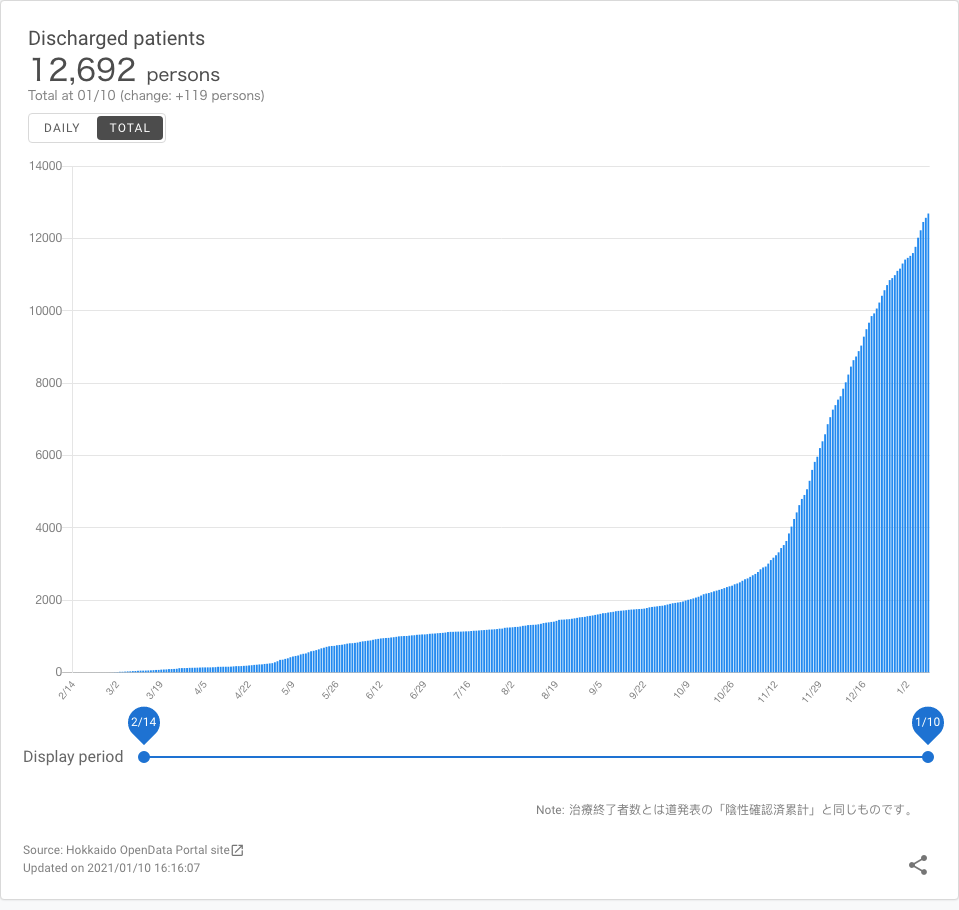 Discharged patients
12,692 persons
Total at 01/10 (change: +119 persons)
DAILY TOTAL
14000
12000
10000
8000
6000
4000
2000
0
2/14 3/2 3/19 4/5 4/22 5/9 5/26 6/12 6/29 7/16 8/2 8/19 9/5 9/22 10/9 10/26 11/12 11/29 12/16 1/2
2/14 1/10
Display period
Note: 治療終了者数とは道発表の「陰性確認済累計」と同じものです。
Source: Hokkaido OpenData Portal site
Updated on 2021/01/10 16:16:07